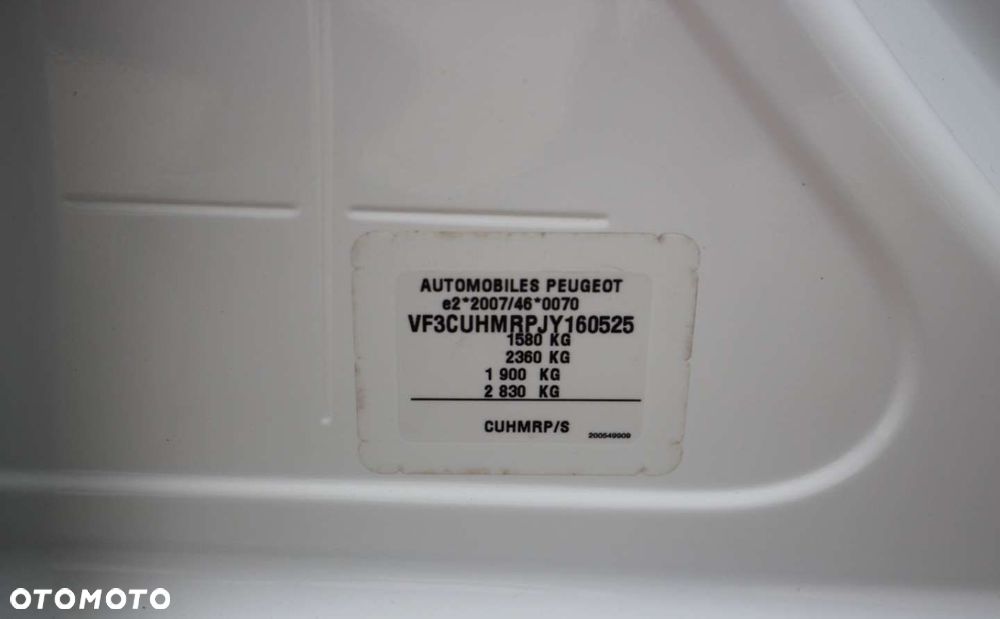 AUTOMOBILES PEUGEOT
e2*2007/46*0070
VF3CUHMRPJY160525
1580 KG
2360 KG
1 900 KG
2 830 KG
CUHMRP/S
200549909
OTOMOTO